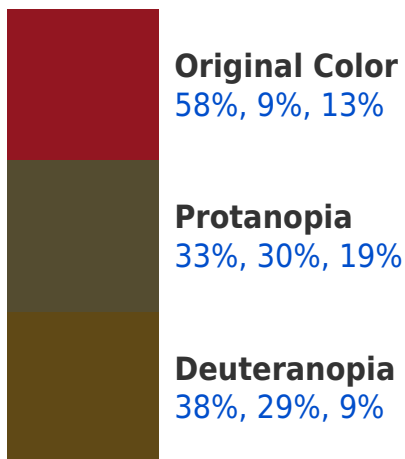 Original Color
58%, 9%, 13%
Protanopia
33%, 30%, 19%
Deuteranopia
38%, 29%, 9%